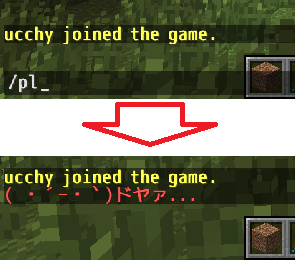 ucchy joined the game.
/pl_
ucchy joined the game.
( ・´ー・｀)ドヤァ...